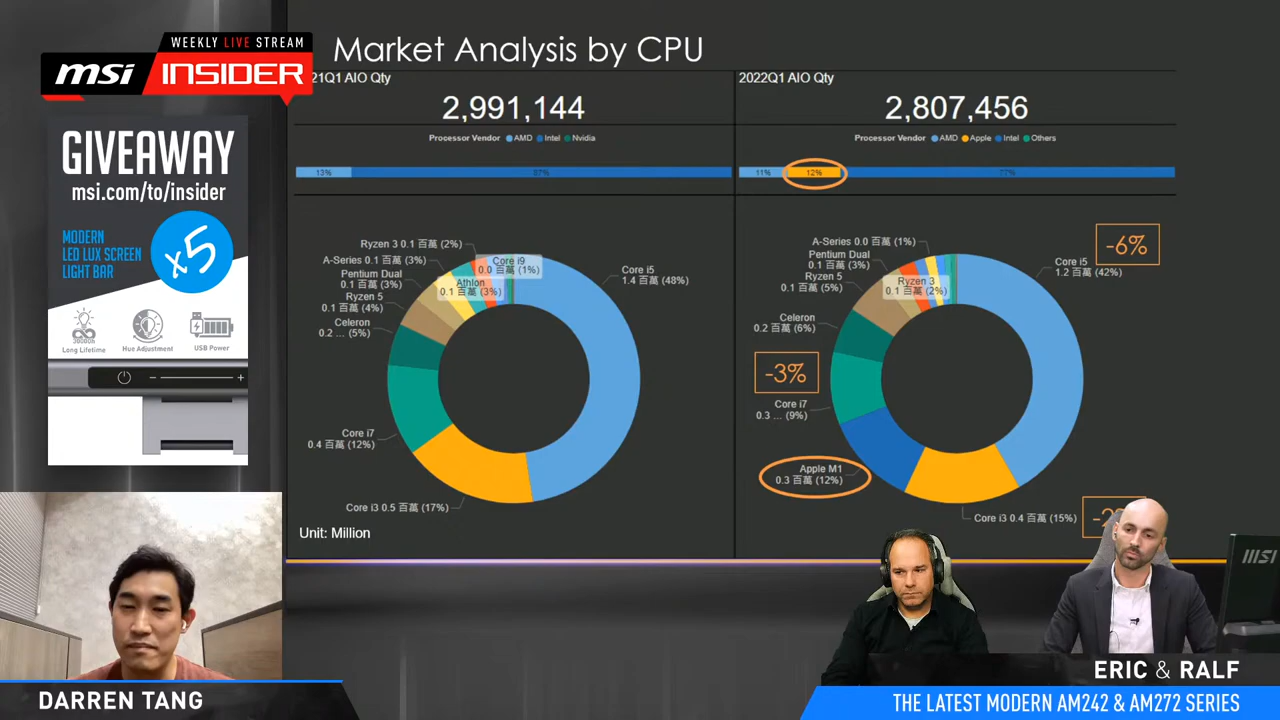 WEEKLY LIVE STREAM
msi INSIDER
GIVEAWAY
msi.com/to/insider
MODERN
LED LUX SCREEN
LIGHT BAR
x5
30000h
Long Lifetime
Hue Adjustment
USB Power
Market Analysis by CPU
21Q1 AIO Qty
2,991,144
Processor Vendor AMD Intel Nvidia
13%
87%
Ryzen 3 0.1 百萬 (2%)
A-Series 0.1 百萬 (3%)
Pentium Dual
0.1 百萬 (3%)
Ryzen 5
0.1 百萬 (4%)
Celeron
0.2 ... (5%)
Core i9
0.0 百萬 (1%)
Athlon
0.1 百萬 (3%)
Core i5
1.4 百萬 (48%)
Core i7
0.4 百萬 (12%)
Core i3 0.5 百萬 (17%)
Unit: Million
2022Q1 AIO Qty
2,807,456
Processor Vendor AMD Apple Intel Others
11%
12%
77%
A-Series 0.0 百萬 (1%)
Pentium Dual
0.1 百萬 (3%)
Ryzen 5
0.1 百萬 (5%)
Ryzen 3
0.1 百萬 (2%)
-6%
Core i5
1.2 百萬 (42%)
Celeron
0.2 百萬 (6%)
-3%
Core i7
0.3 ... (9%)
Apple M1
0.3 百萬 (12%)
Core i3 0.4 百萬 (15%)
MSI
DARREN TANG
ERIC & RALF
THE LATEST MODERN AM242 & AM272 SERIES